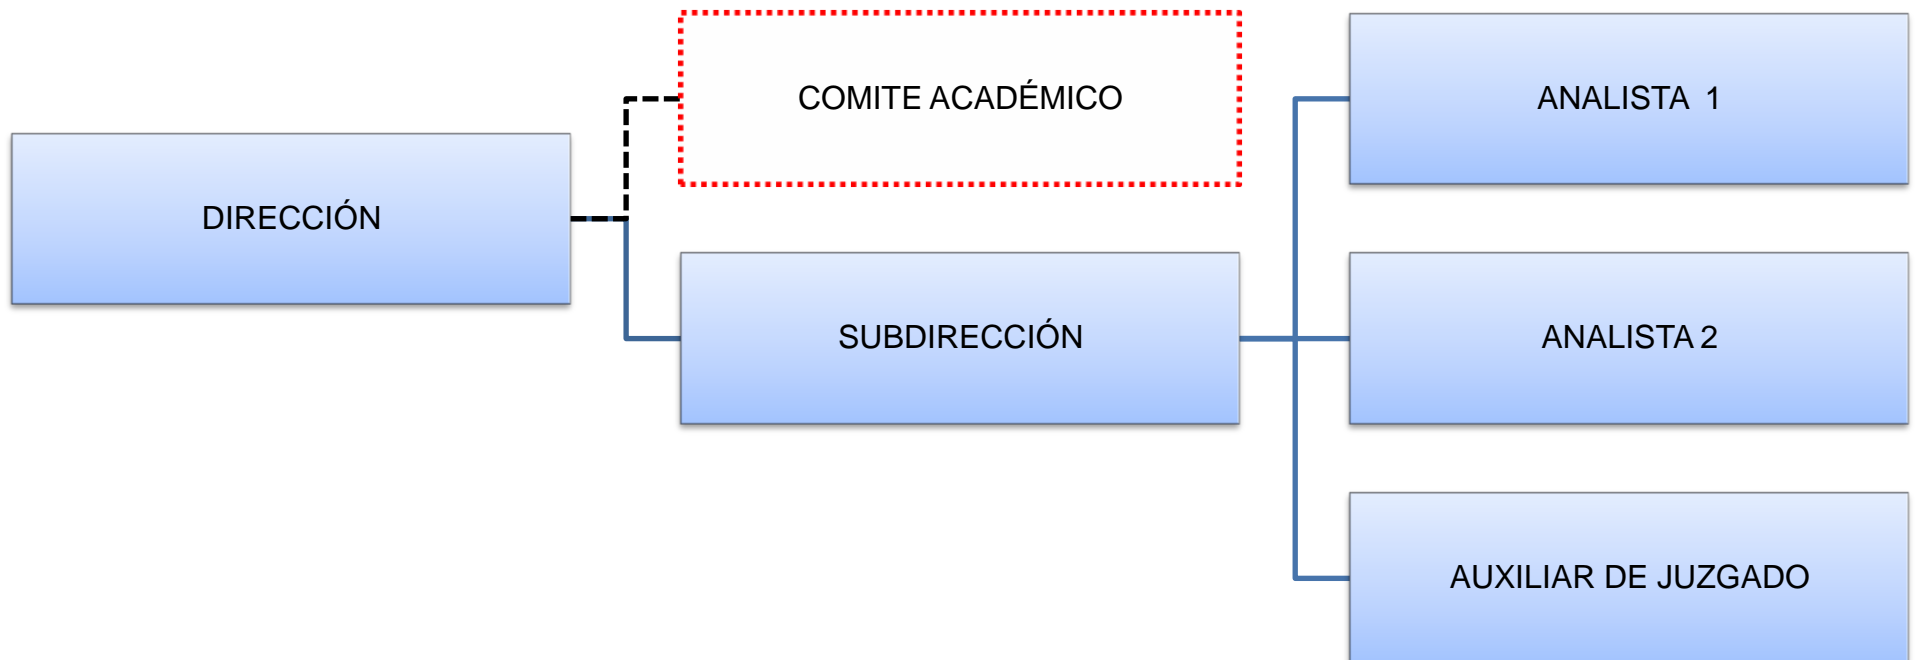 DIRECCIÓN
COMITE ACADÉMICO
SUBDIRECCIÓN
ANALISTA 1
ANALISTA 2
AUXILIAR DE JUZGADO